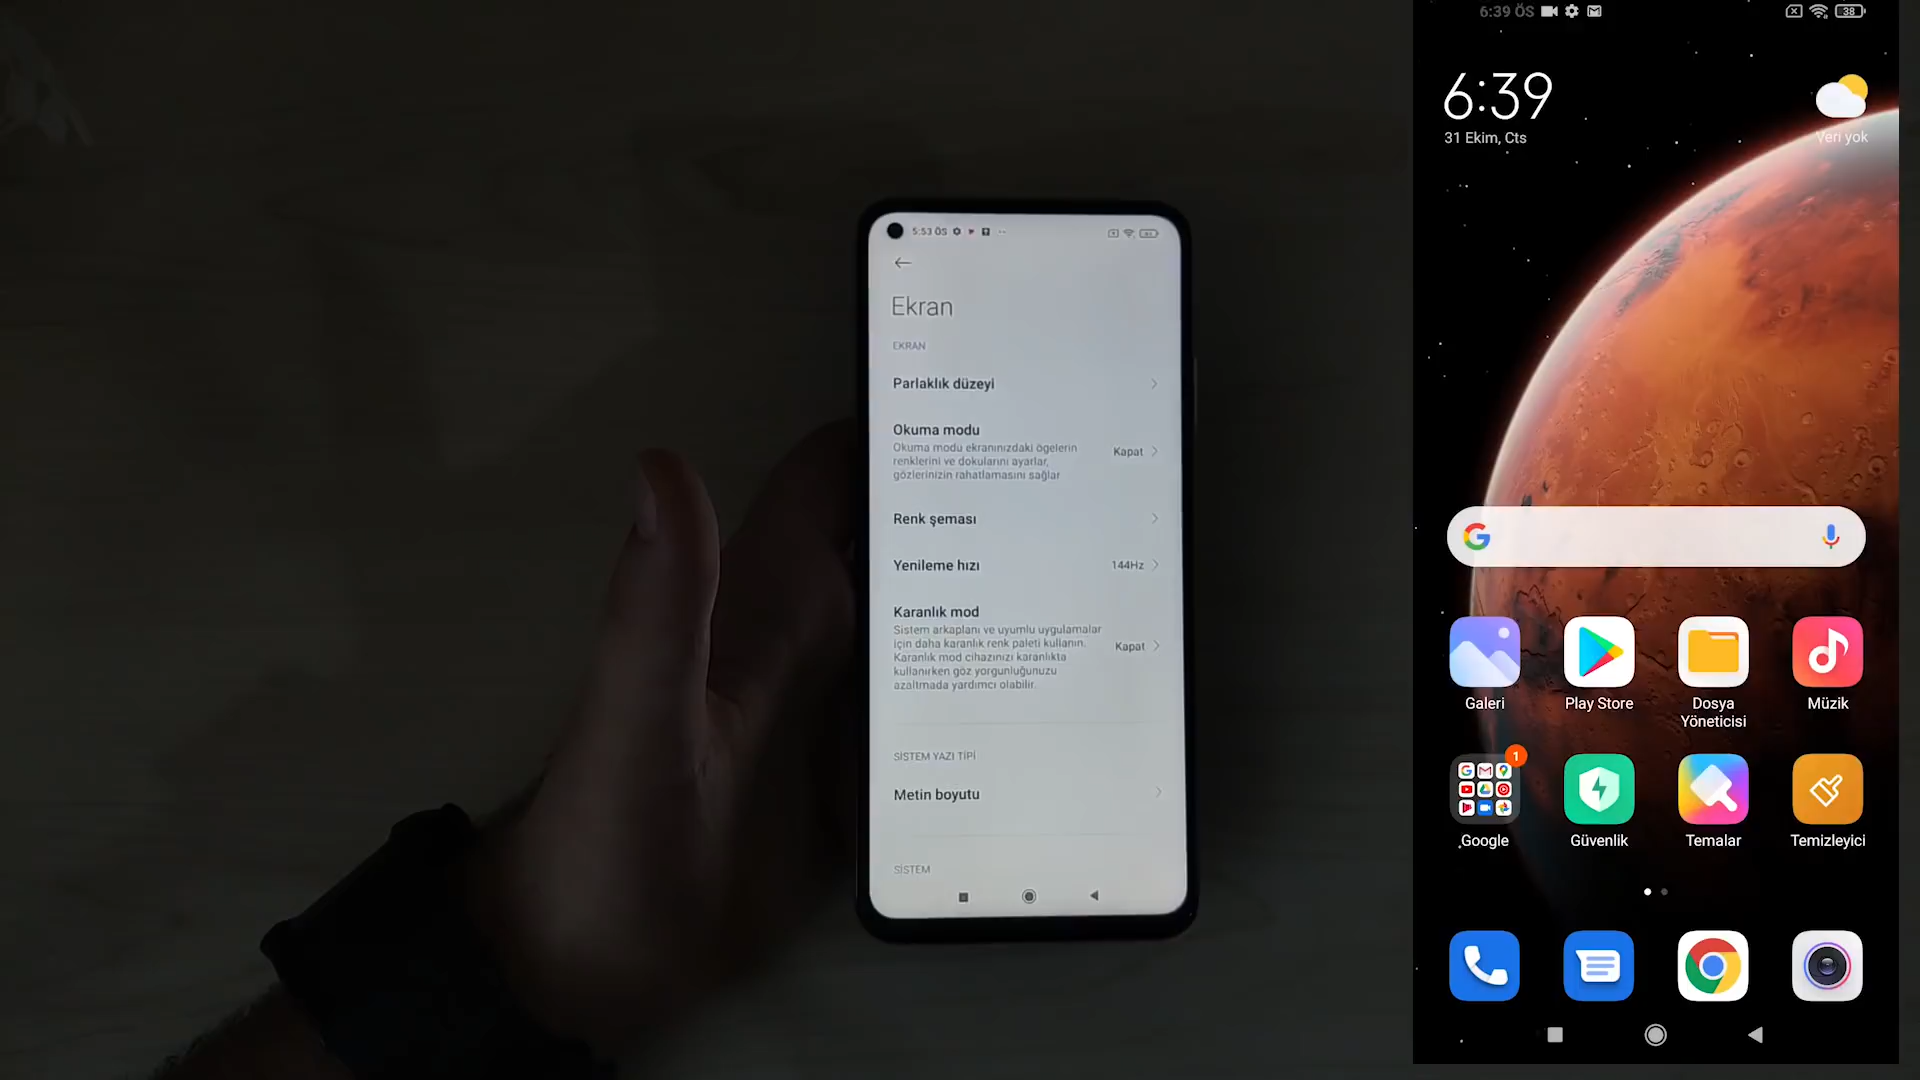 5:53 ÖS
Ekran
EKRAN
Parlaklık düzeyi
Okuma modu
Okuma modu ekranınızdaki ögelerin
renklerini ve dokularını ayarlar,
gözlerinizin rahatlamasını sağlar
Kapat
Renk şeması
Yenileme hızı
144Hz
Karanlık mod
Sistem arkaplanı ve uyumlu uygulamalar
için daha karanlık renk paleti kullanın.
Karanlık mod cihazınızı karanlıkta
kullanırken göz yorgunluğunuzu
azaltmada yardımcı olabilir.
Kapat
SİSTEM YAZI TİPİ
Metin boyutu
SİSTEM
6:39 ÖS
38
6:39
31 Ekim, Cts
Veri yok
Galeri
Play Store
Dosya
Yöneticisi
Müzik
1
Google
Güvenlik
Temalar
Temizleyici